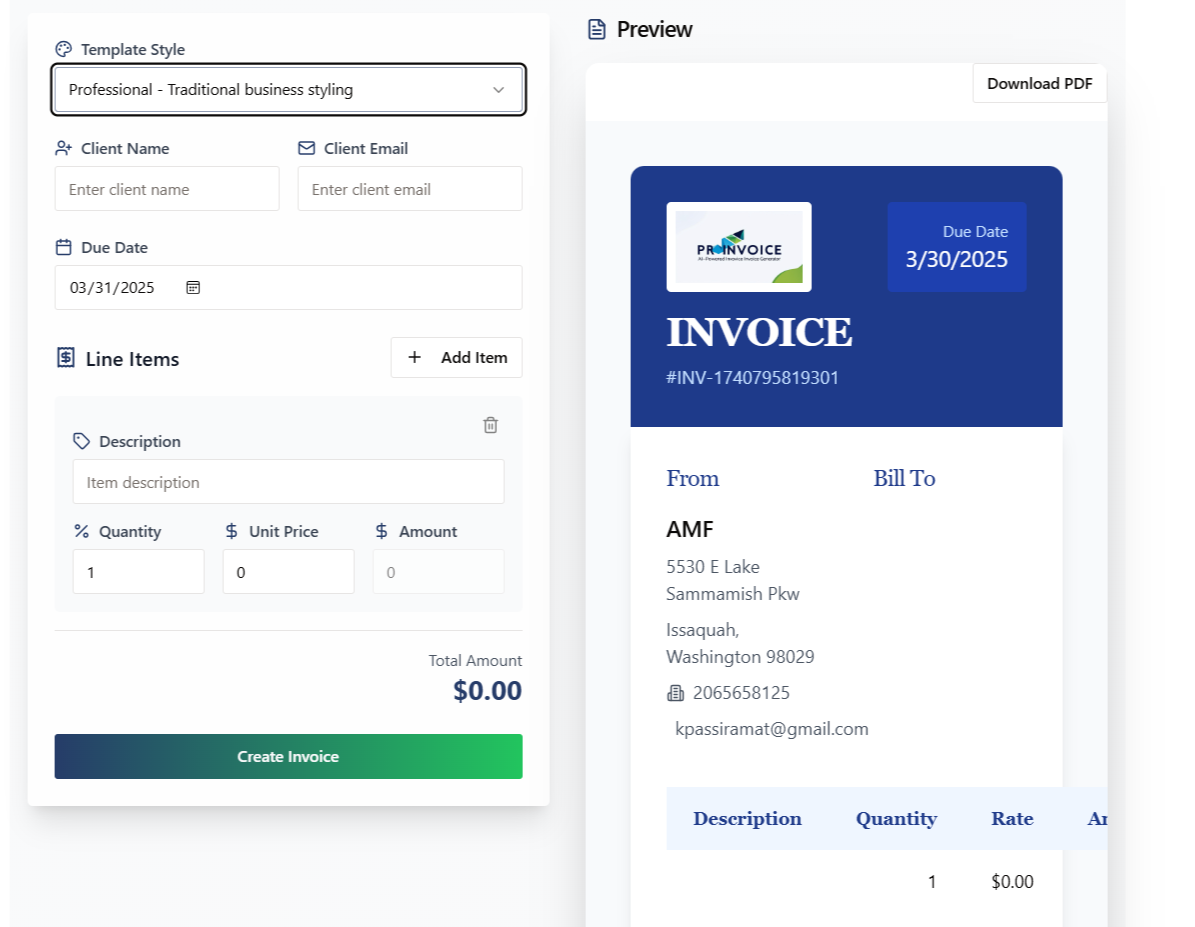 Template Style
Professional - Traditional business styling
Client Name
Client Email
Enter client name
Enter client email
Due Date
03/31/2025
Line Items
+ Add Item
Description
Item description
% Quantity
$ Unit Price
$ Amount
1
0
0
Total Amount
$0.00
Create Invoice
Preview
Download PDF
PROINVOICE
AI-Powered Invoice Generator
Due Date
3/30/2025
INVOICE
#INV-1740795819301
From
Bill To
AMF
5530 E Lake
Sammamish Pkw
Issaquah,
Washington 98029
2065658125
kpassiramat@gmail.com
Description Quantity Rate
1 $0.00